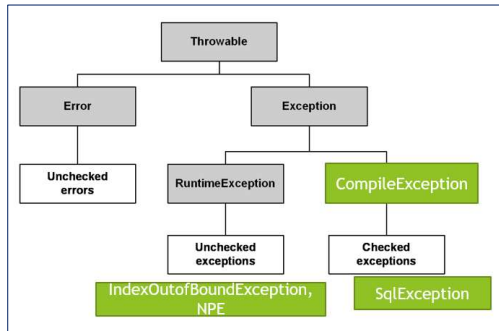 Throwable
Error
Exception
Unchecked
errors
RuntimeException
CompileException
Unchecked
exceptions
Checked
exceptions
IndexOutofBoundException,
NPE
SqlException